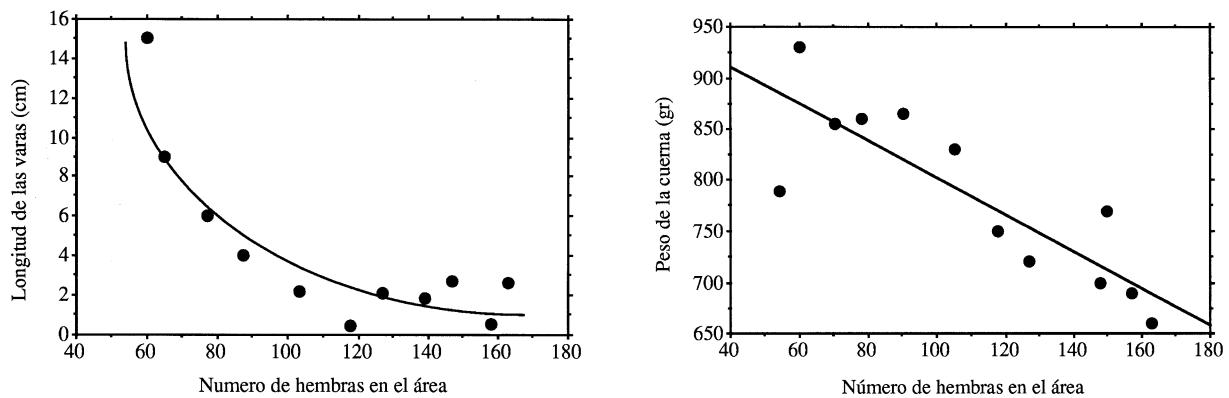 16
14
12
10
8
6
4
2
0
40 60 80 100 120 140 160 180
Longitud de las varas (cm)
Numero de hembras en el área
950
900
850
800
750
700
650
40 60 80 100 120 140 160 180
Peso de la cuerna (gr)
Número de hembras en el área